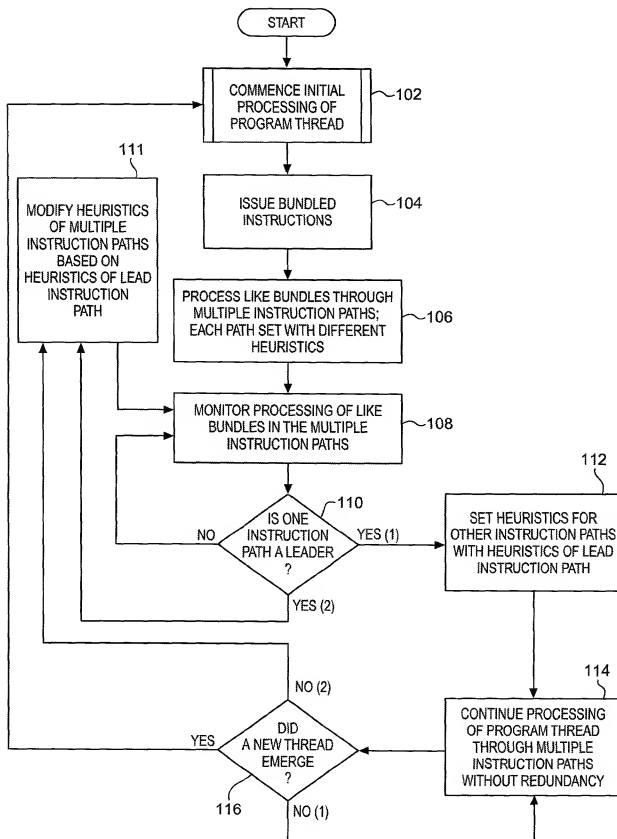 START
COMMENCE INITIAL
PROCESSING OF
PROGRAM THREAD
102
111
MODIFY HEURISTICS
OF MULTIPLE
INSTRUCTION PATHS
BASED ON
HEURISTICS OF LEAD
INSTRUCTION
PATH
ISSUE BUNDLED
INSTRUCTIONS
104
PROCESS LIKE BUNDLES THROUGH
MULTIPLE INSTRUCTION PATHS;
EACH PATH SET WITH DIFFERENT
HEURISTICS
106
MONITOR PROCESSING OF LIKE
BUNDLES IN THE MULTIPLE
INSTRUCTION PATHS
108
110
IS ONE
INSTRUCTION
PATH A LEADER
?
NO
YES (1)
YES (2)
112
SET HEURISTICS FOR
OTHER INSTRUCTION PATHS
WITH HEURISTICS OF LEAD
INSTRUCTION PATH
114
CONTINUE PROCESSING
OF PROGRAM THREAD
THROUGH MULTIPLE
INSTRUCTION PATHS
WITHOUT REDUNDANCY
NO (2)
DID
A NEW THREAD
EMERGE
?
YES
116
NO (1)